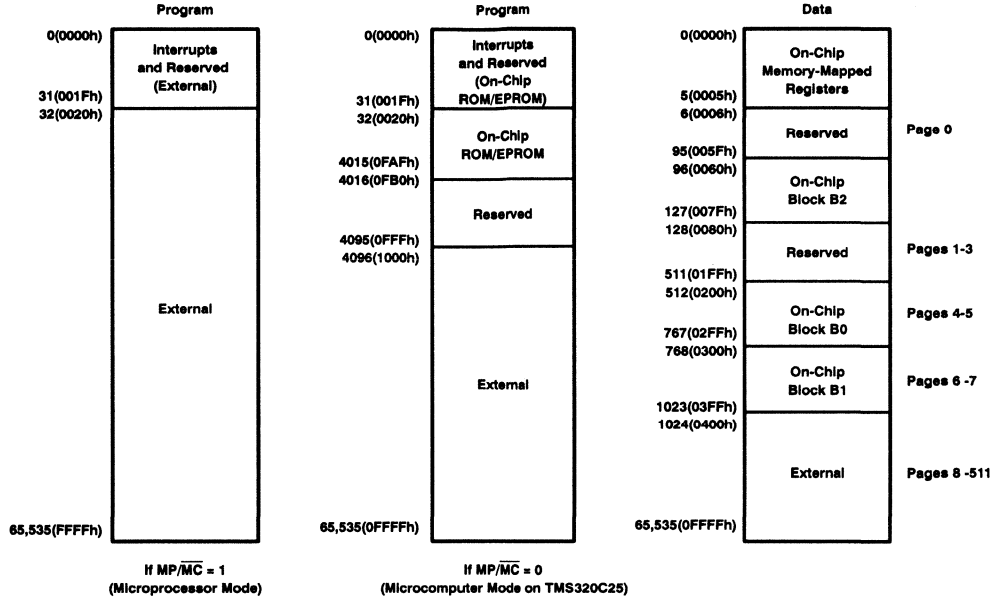 Program
0(0000h)
Interrupts
and Reserved
(External)
31(001Fh)
32(0020h)
External
65,535(FFFFh)
If MP/M̅C̅ = 1
(Microprocessor Mode)
Program
0(0000h)
Interrupts
and Reserved
(On-Chip
ROM/EPROM)
31(001Fh)
32(0020h)
On-Chip
ROM/EPROM
4015(0FAFh)
4016(0FB0h)
Reserved
4095(0FFFh)
4096(1000h)
External
65,535(0FFFFh)
If MP/M̅C̅ = 0
(Microcomputer Mode on TMS320C25)
Data
0(0000h)
On-Chip
Memory-Mapped
Registers
5(0005h)
6(0006h)
Reserved
Page 0
95(005Fh)
96(0060h)
On-Chip
Block B2
127(007Fh)
128(0080h)
Reserved
Pages 1-3
511(01FFh)
512(0200h)
On-Chip
Block B0
Pages 4-5
767(02FFh)
768(0300h)
On-Chip
Block B1
Pages 6 -7
1023(03FFh)
1024(0400h)
External
Pages 8 -511
65,535(0FFFFh)